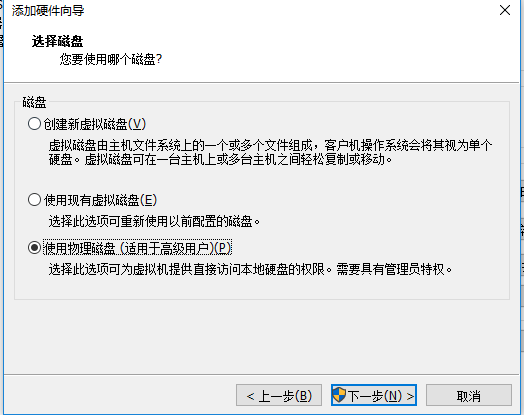 添加硬件向导
选择磁盘
您要使用哪个磁盘?
磁盘
创建新虚拟磁盘(V)
虚拟磁盘由主机文件系统上的一个或多个文件组成，客户机操作系统会将其视为单个
硬盘。虚拟磁盘可在一台主机上或多台主机之间轻松复制或移动。
使用现有虚拟磁盘(E)
选择此选项可重新使用以前配置的磁盘。
使用物理磁盘 (适用于高级用户)(P)
选择此选项可为虚拟机提供直接访问本地硬盘的权限。需要具有管理员特权。
< 上一步(B)
下一步(N) >
取消